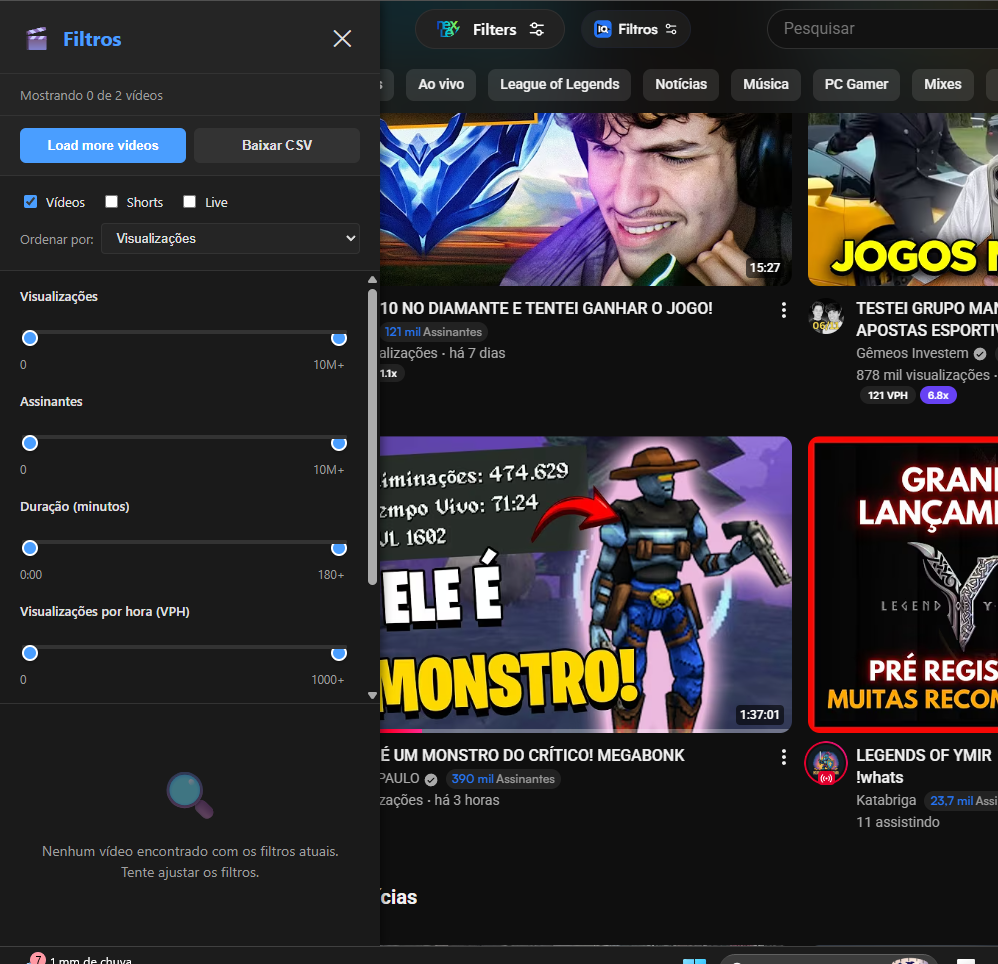 Filtros
Mostrando 0 de 2 vídeos
Load more videos
Baixar CSV
Vídeos
Shorts
Live
Ordenar por:
Visualizações
Visualizações
0
10M+
Assinantes
0
10M+
Duração (minutos)
0:00
180+
Visualizações por hora (VPH)
0
1000+
Nenhum vídeo encontrado com os filtros atuais.
Tente ajustar os filtros.
Filters
IQ Filtros
Pesquisar
s
Ao vivo
League of Legends
Notícias
Música
PC Gamer
Mixes
15:27
10 NO DIAMANTE E TENTEI GANHAR O JOGO!
121 mil Assinantes
alizações · há 7 dias
1.1x
JOGOS
TESTEI GRUPO MAN
APOSTAS ESPORTIV
Gêmeos Investem
878 mil visualizações ·
121 VPH
6.8x
iminações: 474.629
empo Vivo: 71:24
VL 1602
ELE É
MONSTRO!
1:37:01
É UM MONSTRO DO CRÍTICO! MEGABONK
PAULO
390 mil Assinantes
zações · há 3 horas
GRAN
LANÇAM
LEGEND OF Y
PRÉ REGIS
MUITAS RECOM
LEGENDS OF YMIR
!whats
Katabriga
23,7 mil Assi
11 assistindo
ícias
7
1 mm de chuva